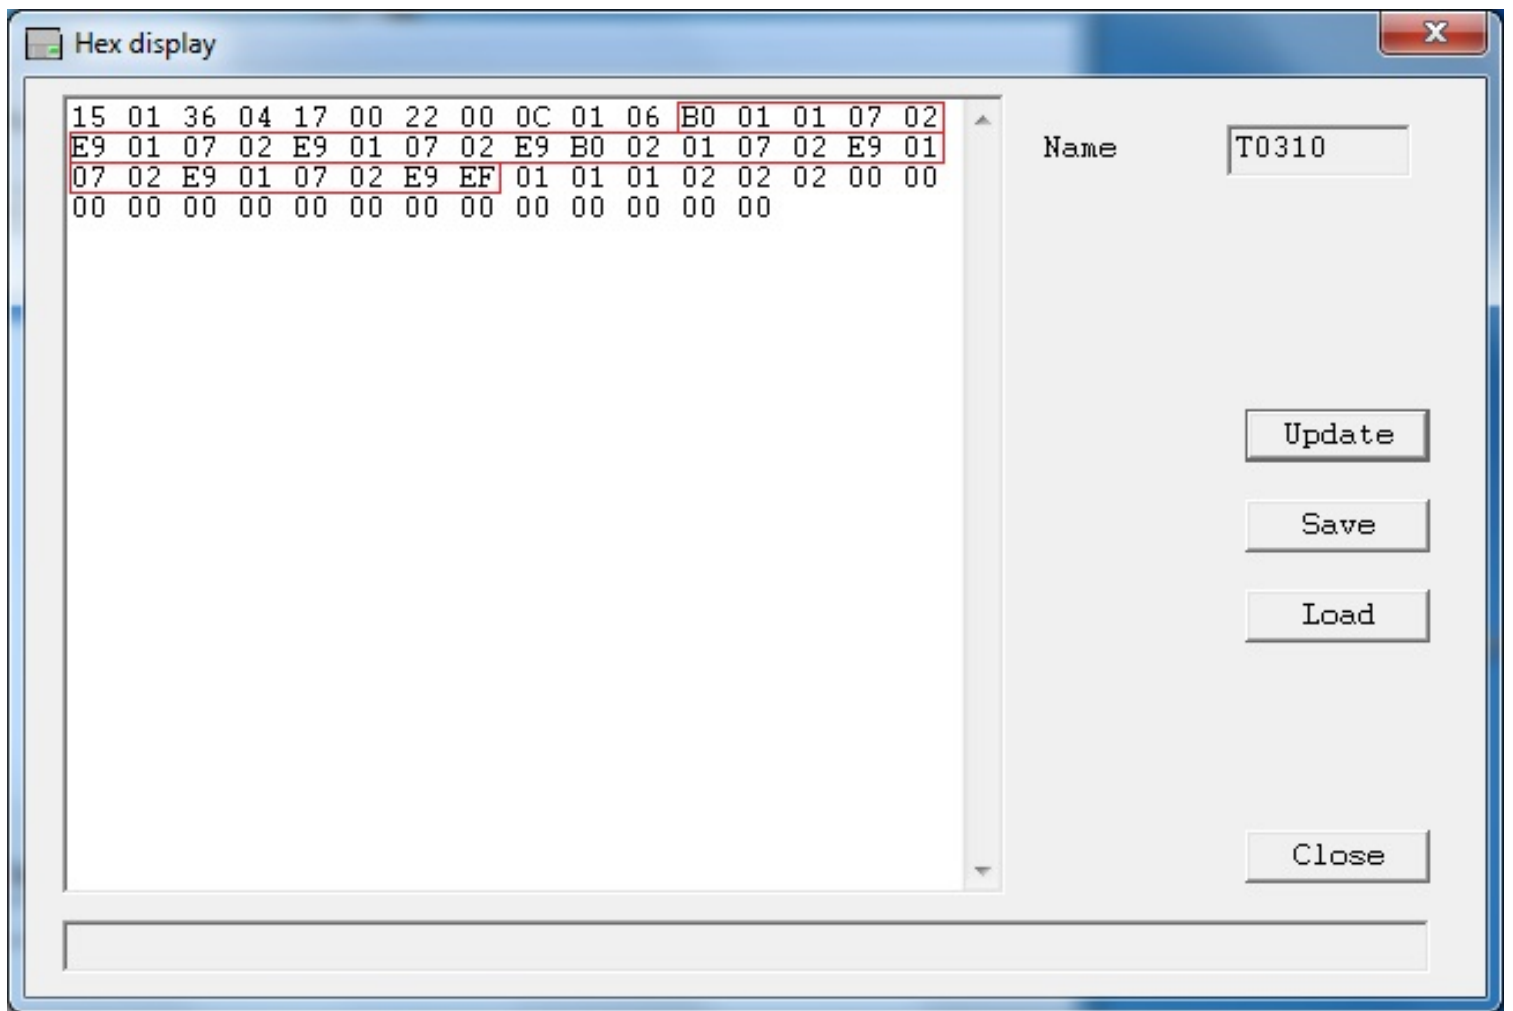 Hex display
15 01 36 04 17 00 22 00 0C 01 06 B0 01 01 07 02
E9 01 07 02 E9 01 07 02 E9 B0 02 01 07 02 E9 01
07 02 E9 01 07 02 E9 EF 01 01 01 02 02 02 00 00
00 00 00 00 00 00 00 00 00 00 00 00 00
Name T0310
Update
Save
Load
Close